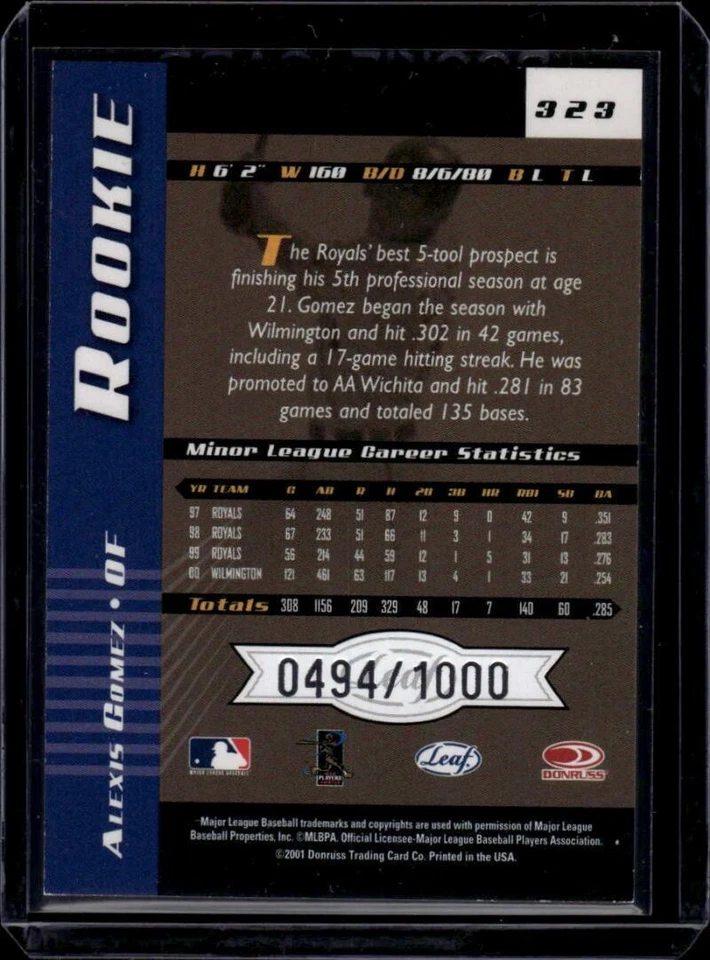 323
ROOKIE
ALEXIS GOMEZ • OF
H 6' 2" W 160 B/D 8/6/80 B L T L
The Royals' best 5-tool prospect is
finishing his 5th professional season at age
21. Gomez began the season with
Wilmington and hit .302 in 42 games,
including a 17-game hitting streak. He was
promoted to AA Wichita and hit .281 in 83
games and totaled 135 bases.
Minor League Career Statistics
YR TEAM G AB R H 2B 3B HR RBI SB BA
97 ROYALS 64 248 51 87 12 9 0 42 9 .351
98 ROYALS 67 233 51 66 11 3 1 34 17 .283
99 ROYALS 56 214 44 59 12 1 5 31 13 .276
00 WILMINGTON 121 461 63 117 13 4 1 33 21 .254
Totals 308 1156 209 329 48 17 7 140 60 .285
Leaf
0494/1000
MAJOR LEAGUE BASEBALL
PLAYERS
Leaf
DONRUSS
Major League Baseball trademarks and copyrights are used with permission of Major League
Baseball Properties, Inc. ©MLBPA. Official Licensee-Major League Baseball Players Association.
©2001 Donruss Trading Card Co. Printed in the USA.